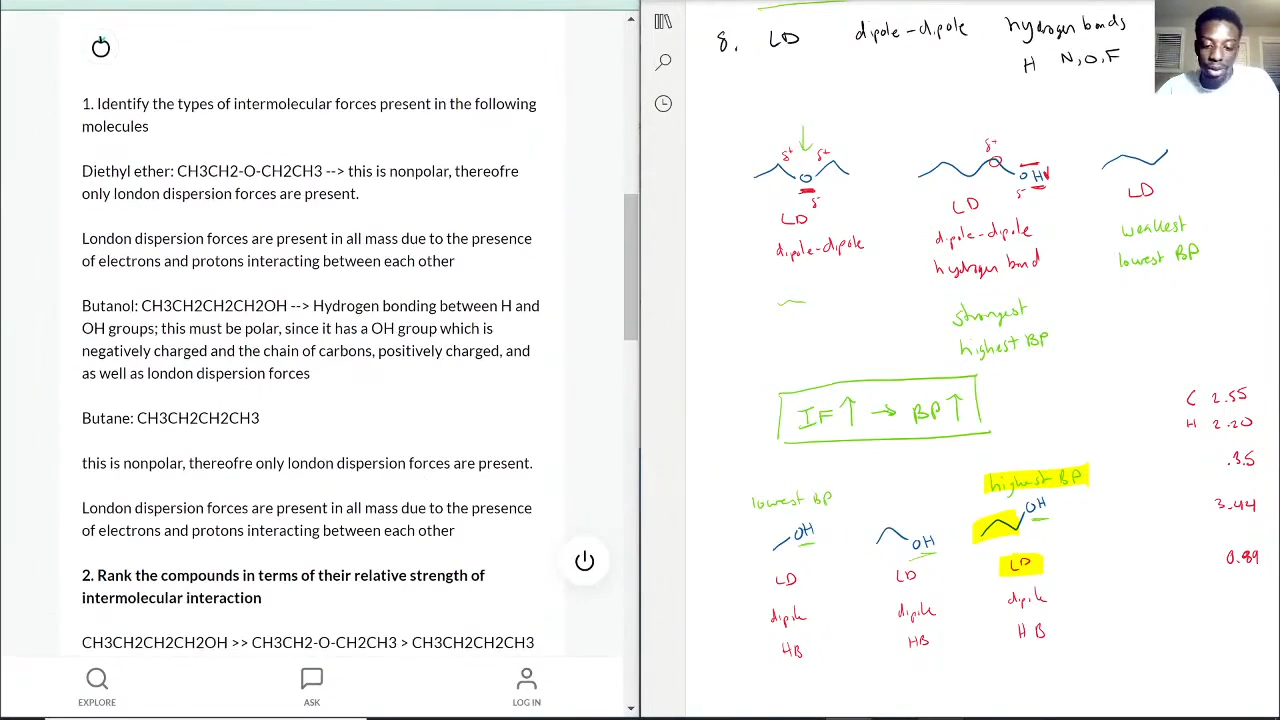 1. Identify the types of intermolecular forces present in the following
molecules
Diethyl ether: CH3CH2-O-CH2CH3 --> this is nonpolar, thereofre
only london dispersion forces are present.
London dispersion forces are present in all mass due to the presence
of electrons and protons interacting between each other
Butanol: CH3CH2CH2CH2OH --> Hydrogen bonding between H and
OH groups; this must be polar, since it has a OH group which is
negatively charged and the chain of carbons, positively charged, and
as well as london dispersion forces
Butane: CH3CH2CH2CH3
this is nonpolar, thereofre only london dispersion forces are present.
London dispersion forces are present in all mass due to the presence
of electrons and protons interacting between each other
2. Rank the compounds in terms of their relative strength of
intermolecular interaction
CH3CH2CH2CH2OH >> CH3CH2-O-CH2CH3 > CH3CH2CH2CH3
EXPLORE
ASK
LOG IN
8. LD dipole-dipole hydrogen bonds
H N, O, F
δ+ δ+ δ+
O OH
δ- δ-
LD LD LD
dipole-dipole dipole-dipole weakest
hydrogen bond lowest BP
strongest
highest BP
IF ↑ → BP ↑
C 2.55
H 2.20
.35
3.44
0.89
lowest BP highest BP
OH OH OH
LD LD LD
dipole dipole dipole
HB HB HB